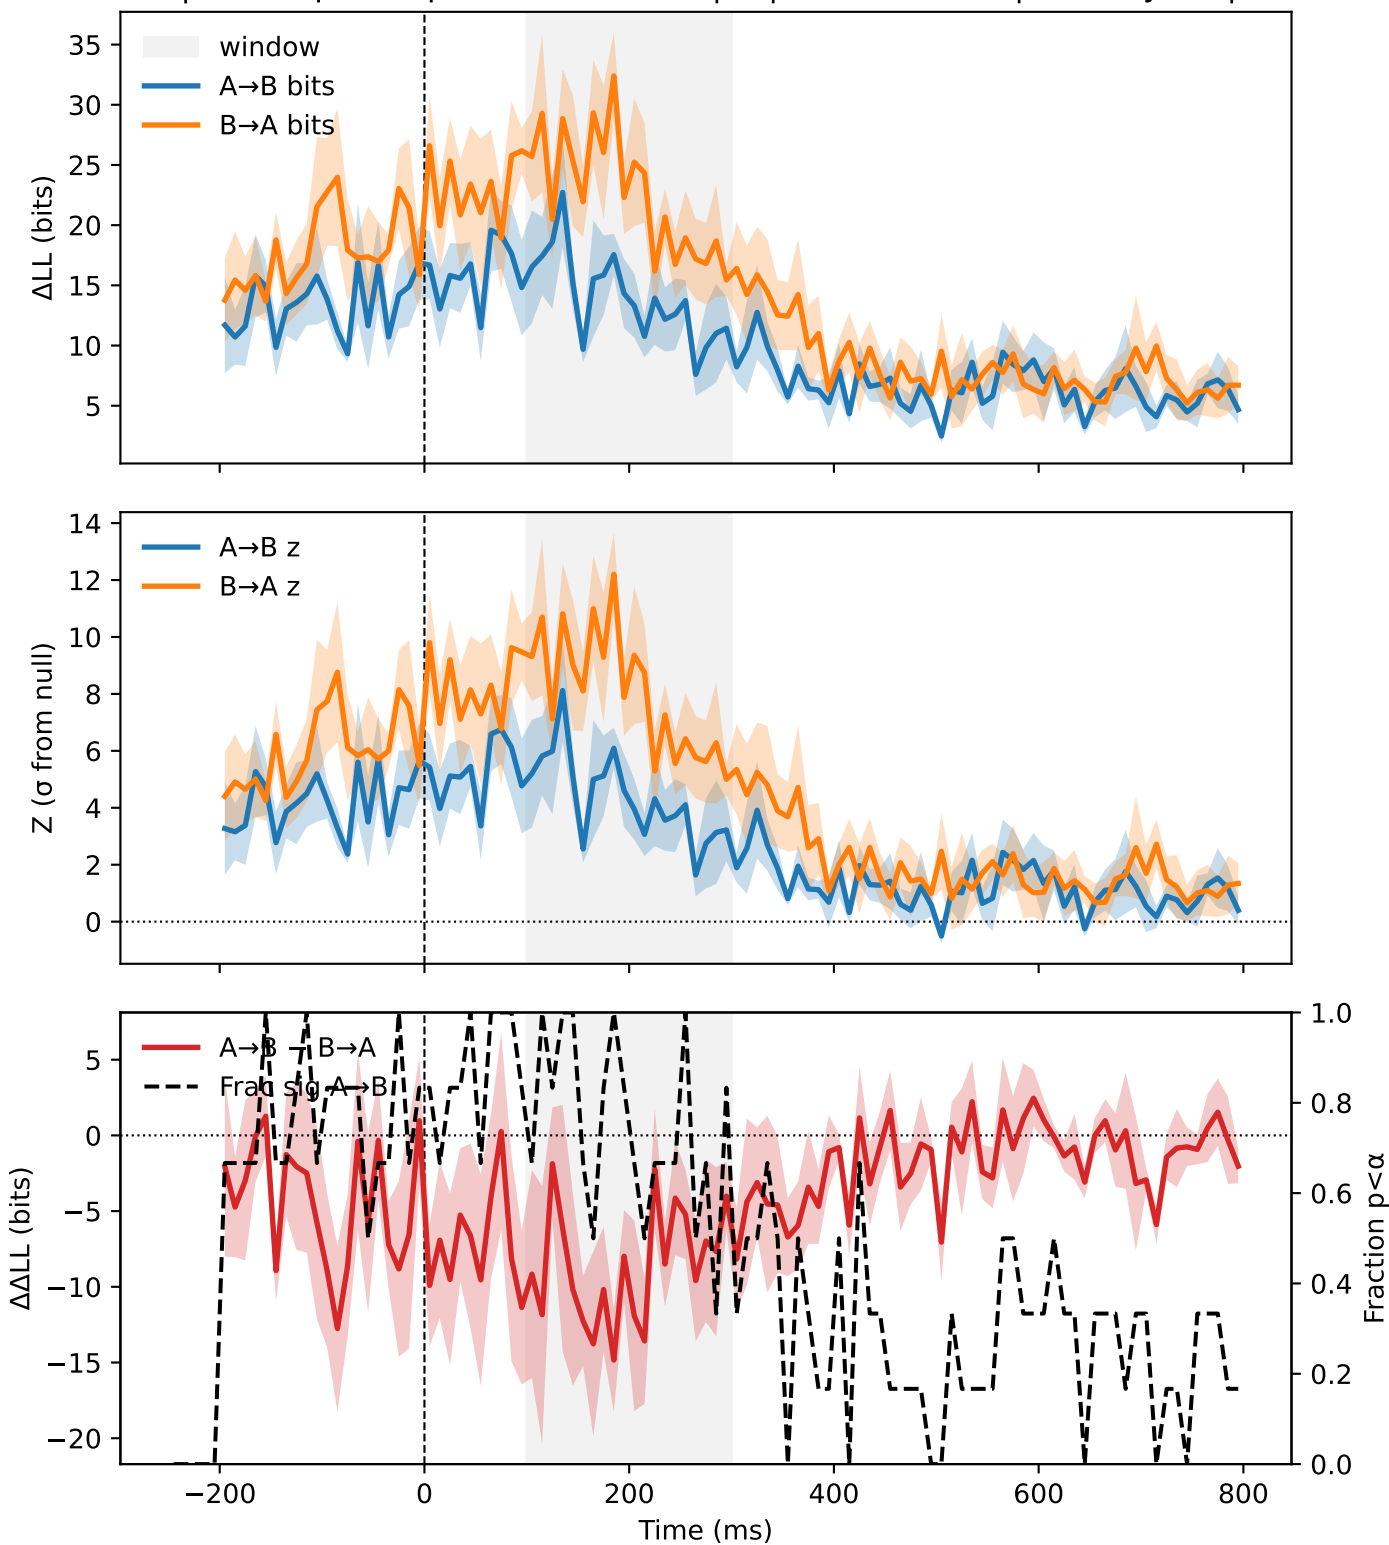 35
30
25
20
15
10
5
ΔLL (bits)
window
A→B bits
B→A bits
14
12
10
8
6
4
2
0
Z (σ from null)
A→B z
B→A z
5
0
−5
−10
−15
−20
ΔΔLL (bits)
A→B − B→A
Frac sig A→B
1.0
0.8
0.6
0.4
0.2
0.0
Fraction p<α
−200 0 200 400 600 800
Time (ms)